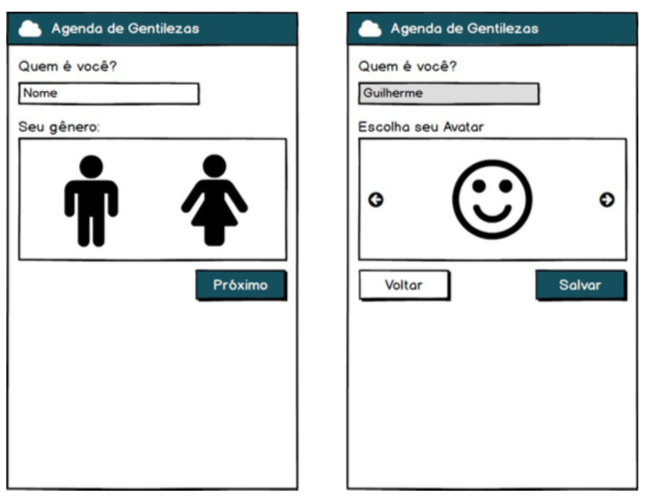 Agenda de Gentilezas
Quem é você?
Nome
Seu gênero:
Próximo
Agenda de Gentilezas
Quem é você?
Guilherme
Escolha seu Avatar
Voltar
Salvar